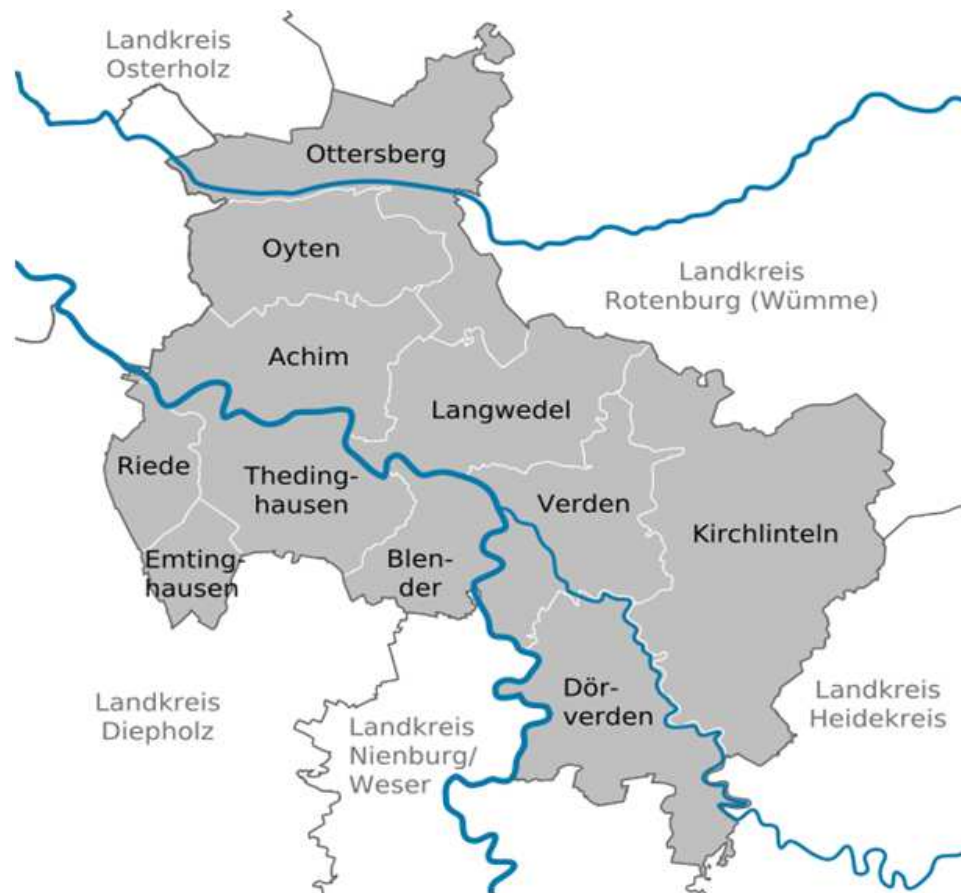 Landkreis
Osterholz
Ottersberg
Oyten
Landkreis
Rotenburg (Wümme)
Achim
Langwedel
Riede
Theding-
hausen
Verden
Kirchlinteln
Emting-
hausen
Blen-
der
Dör-
verden
Landkreis
Diepholz
Landkreis
Nienburg/
Weser
Landkreis
Heidekreis